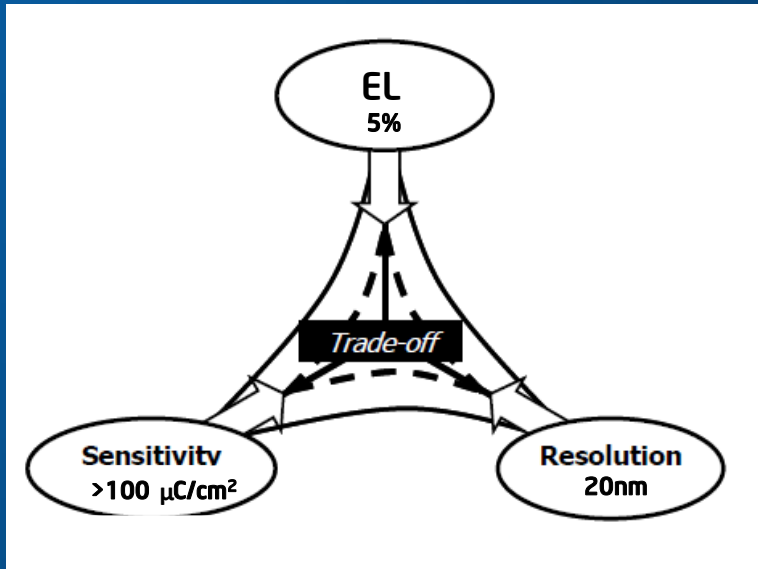 EL
5%
Trade-off
Sensitivity
>100 μC/cm²
Resolution
20nm